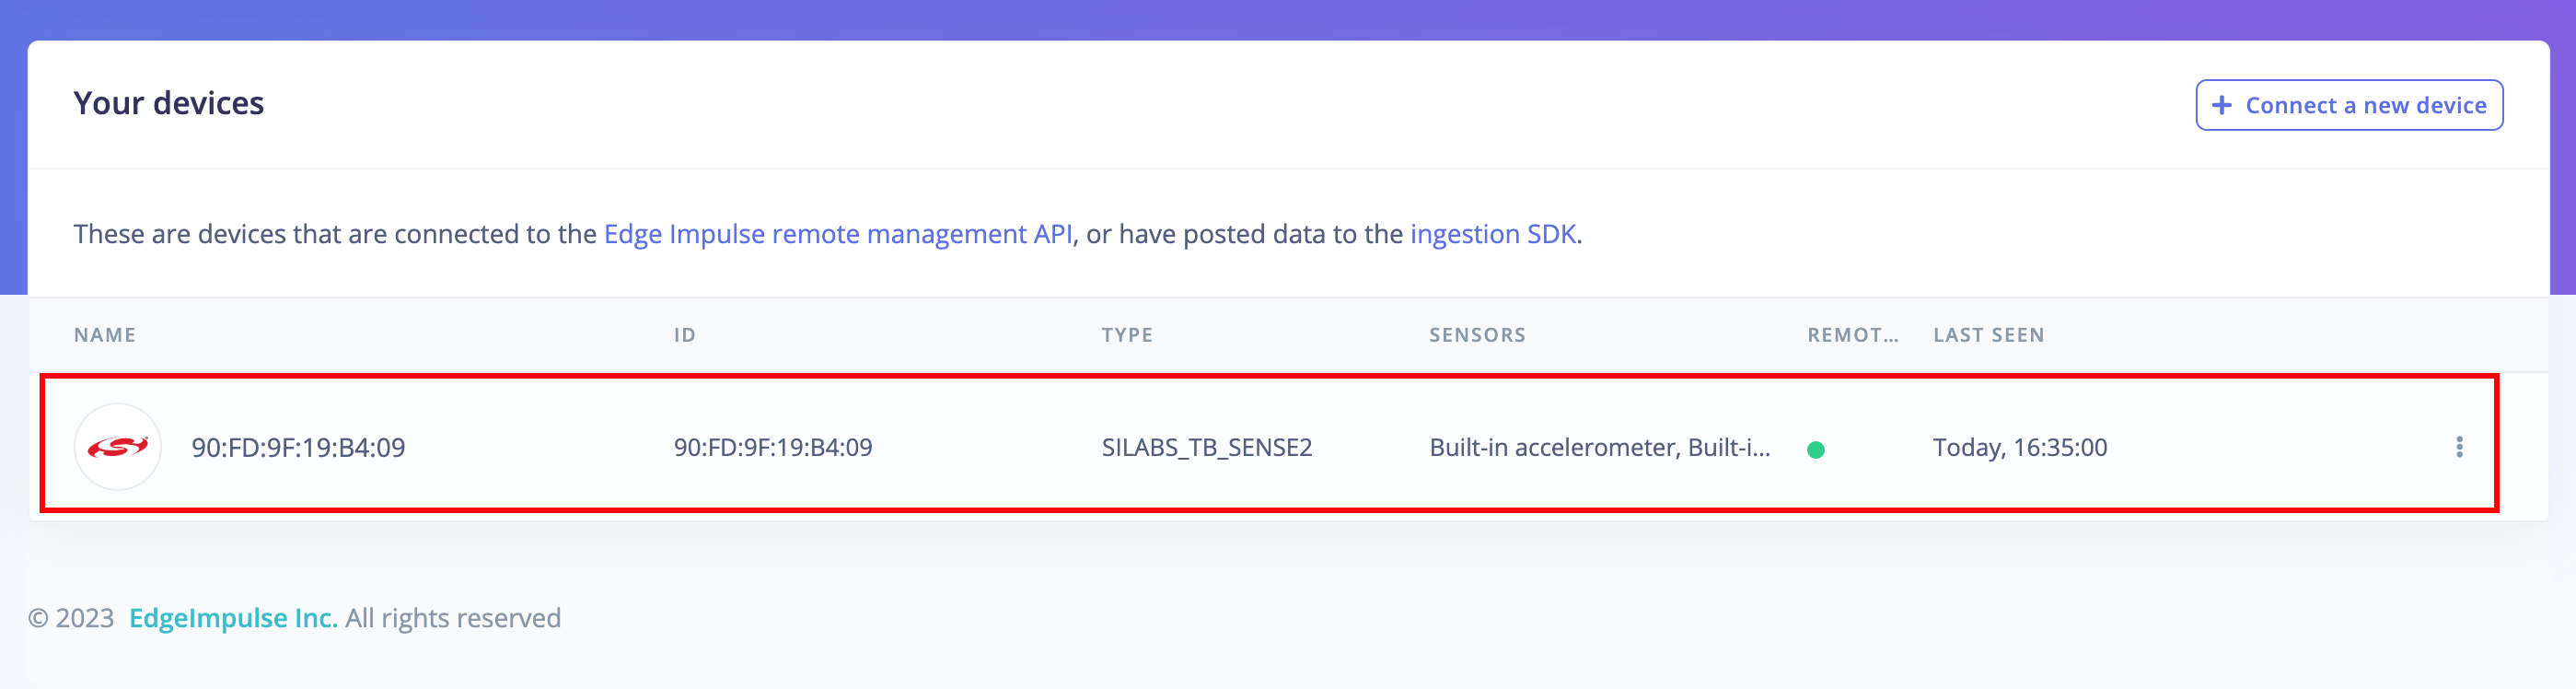 Your devices
+ Connect a new device
These are devices that are connected to the Edge Impulse remote management API, or have posted data to the ingestion SDK.
NAME ID TYPE SENSORS REMOT... LAST SEEN
90:FD:9F:19:B4:09 90:FD:9F:19:B4:09 SILABS_TB_SENSE2 Built-in accelerometer, Built-i... Today, 16:35:00
© 2023 EdgeImpulse Inc. All rights reserved